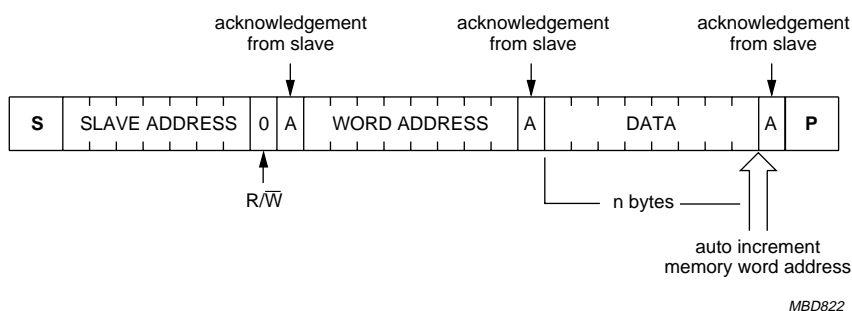 acknowledgement
from slave
acknowledgement
from slave
acknowledgement
from slave
S SLAVE ADDRESS 0 A WORD ADDRESS A DATA A P
R/W̅
n bytes
auto increment
memory word address
MBD822